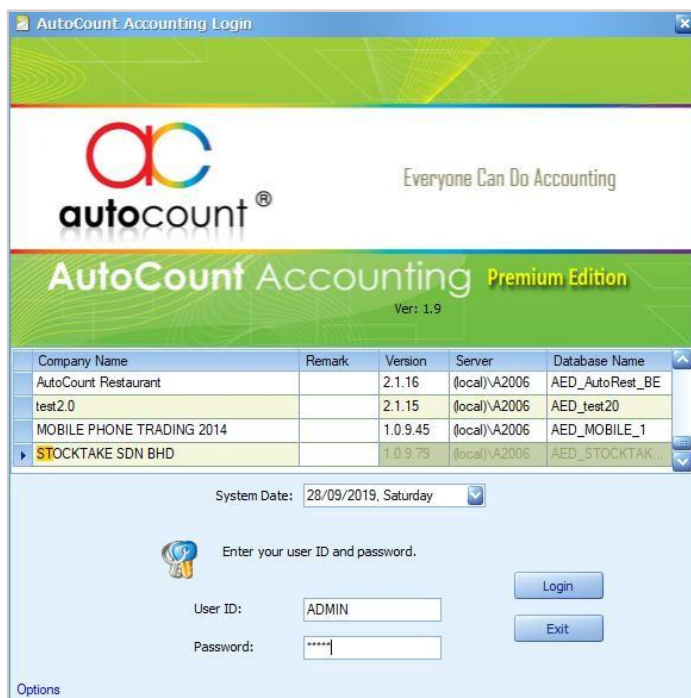 AutoCount Accounting Login
ac
autocount ®
Everyone Can Do Accounting
AutoCount Accounting Premium Edition
Ver: 1.9
Company Name Remark Version Server Database Name
AutoCount Restaurant 2.1.16 (local)\A2006 AED_AutoRest_BE
test2.0 2.1.15 (local)\A2006 AED_test20
MOBILE PHONE TRADING 2014 1.0.9.45 (local)\A2006 AED_MOBILE_1
STOCKTAKE SDN BHD 1.0.9.79 (local)\A2006 AED_STOCKTAK...
System Date: 28/09/2019, Saturday
Enter your user ID and password.
Login
User ID: ADMIN
Exit
Password: *****
Options